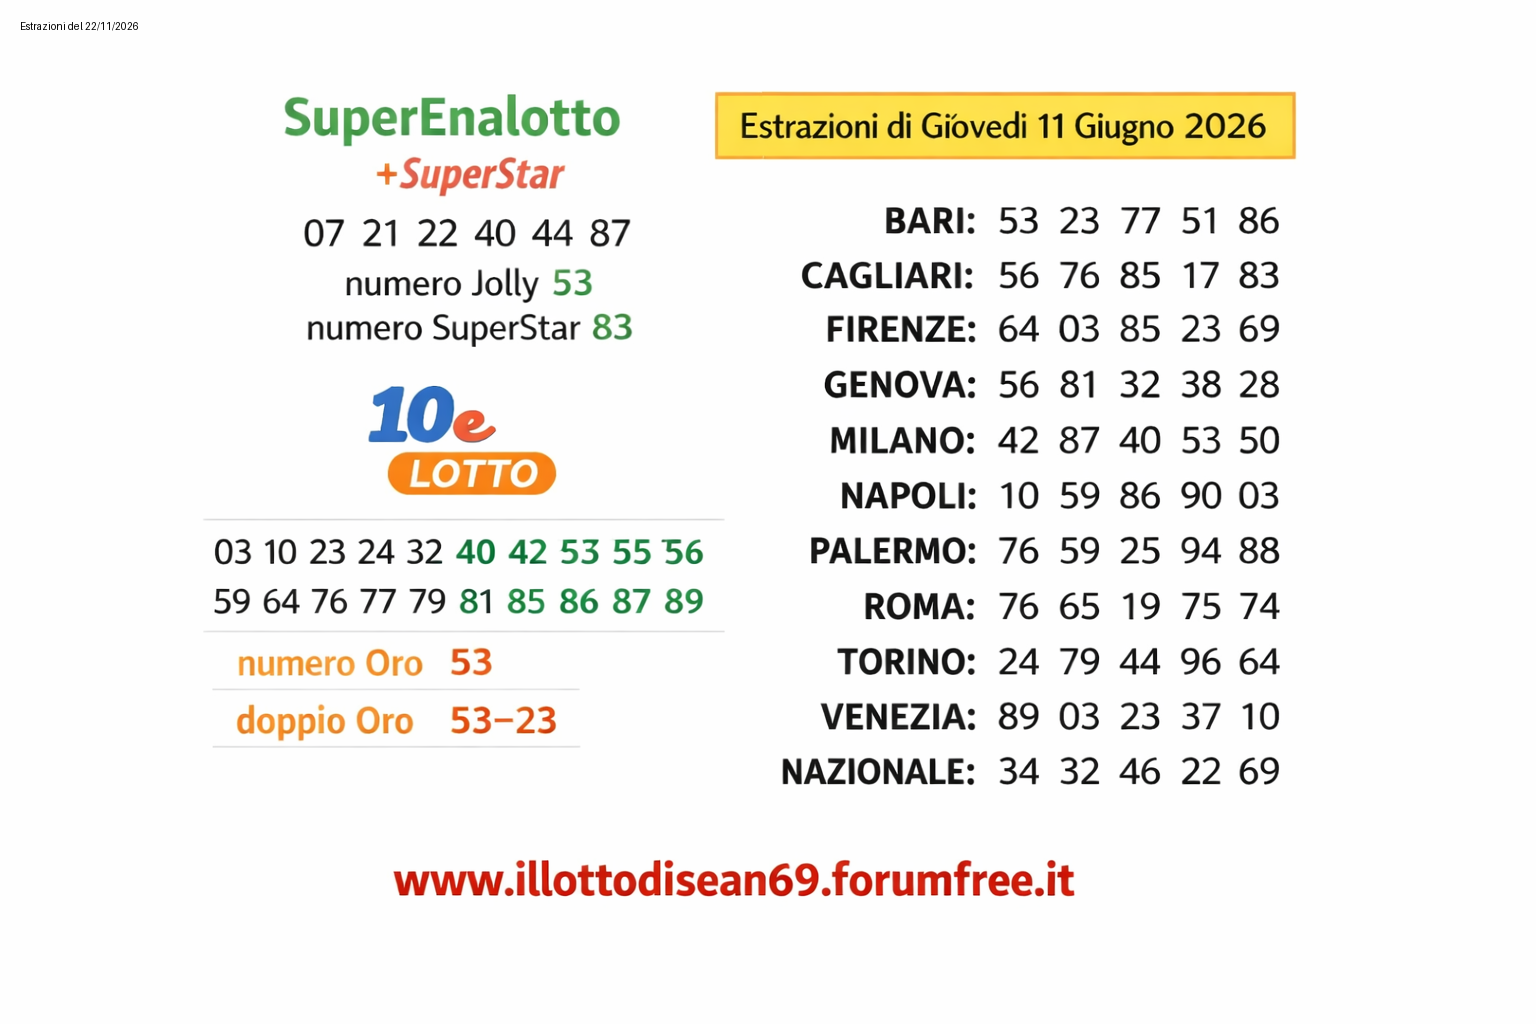 Estrazioni del 22/11/2026
SuperEnalotto
+SuperStar
07 21 22 40 44 87
numero Jolly 53
numero SuperStar 83
10e
LOTTO
03 10 23 24 32 40 42 53 55 56
59 64 76 77 79 81 85 86 87 89
numero Oro 53
doppio Oro 53–23
Estrazioni di Giovedi 11 Giugno 2026
BARI: 53 23 77 51 86
CAGLIARI: 56 76 85 17 83
FIRENZE: 64 03 85 23 69
GENOVA: 56 81 32 38 28
MILANO: 42 87 40 53 50
NAPOLI: 10 59 86 90 03
PALERMO: 76 59 25 94 88
ROMA: 76 65 19 75 74
TORINO: 24 79 44 96 64
VENEZIA: 89 03 23 37 10
NAZIONALE: 34 32 46 22 69
www.illottodisean69.forumfree.it